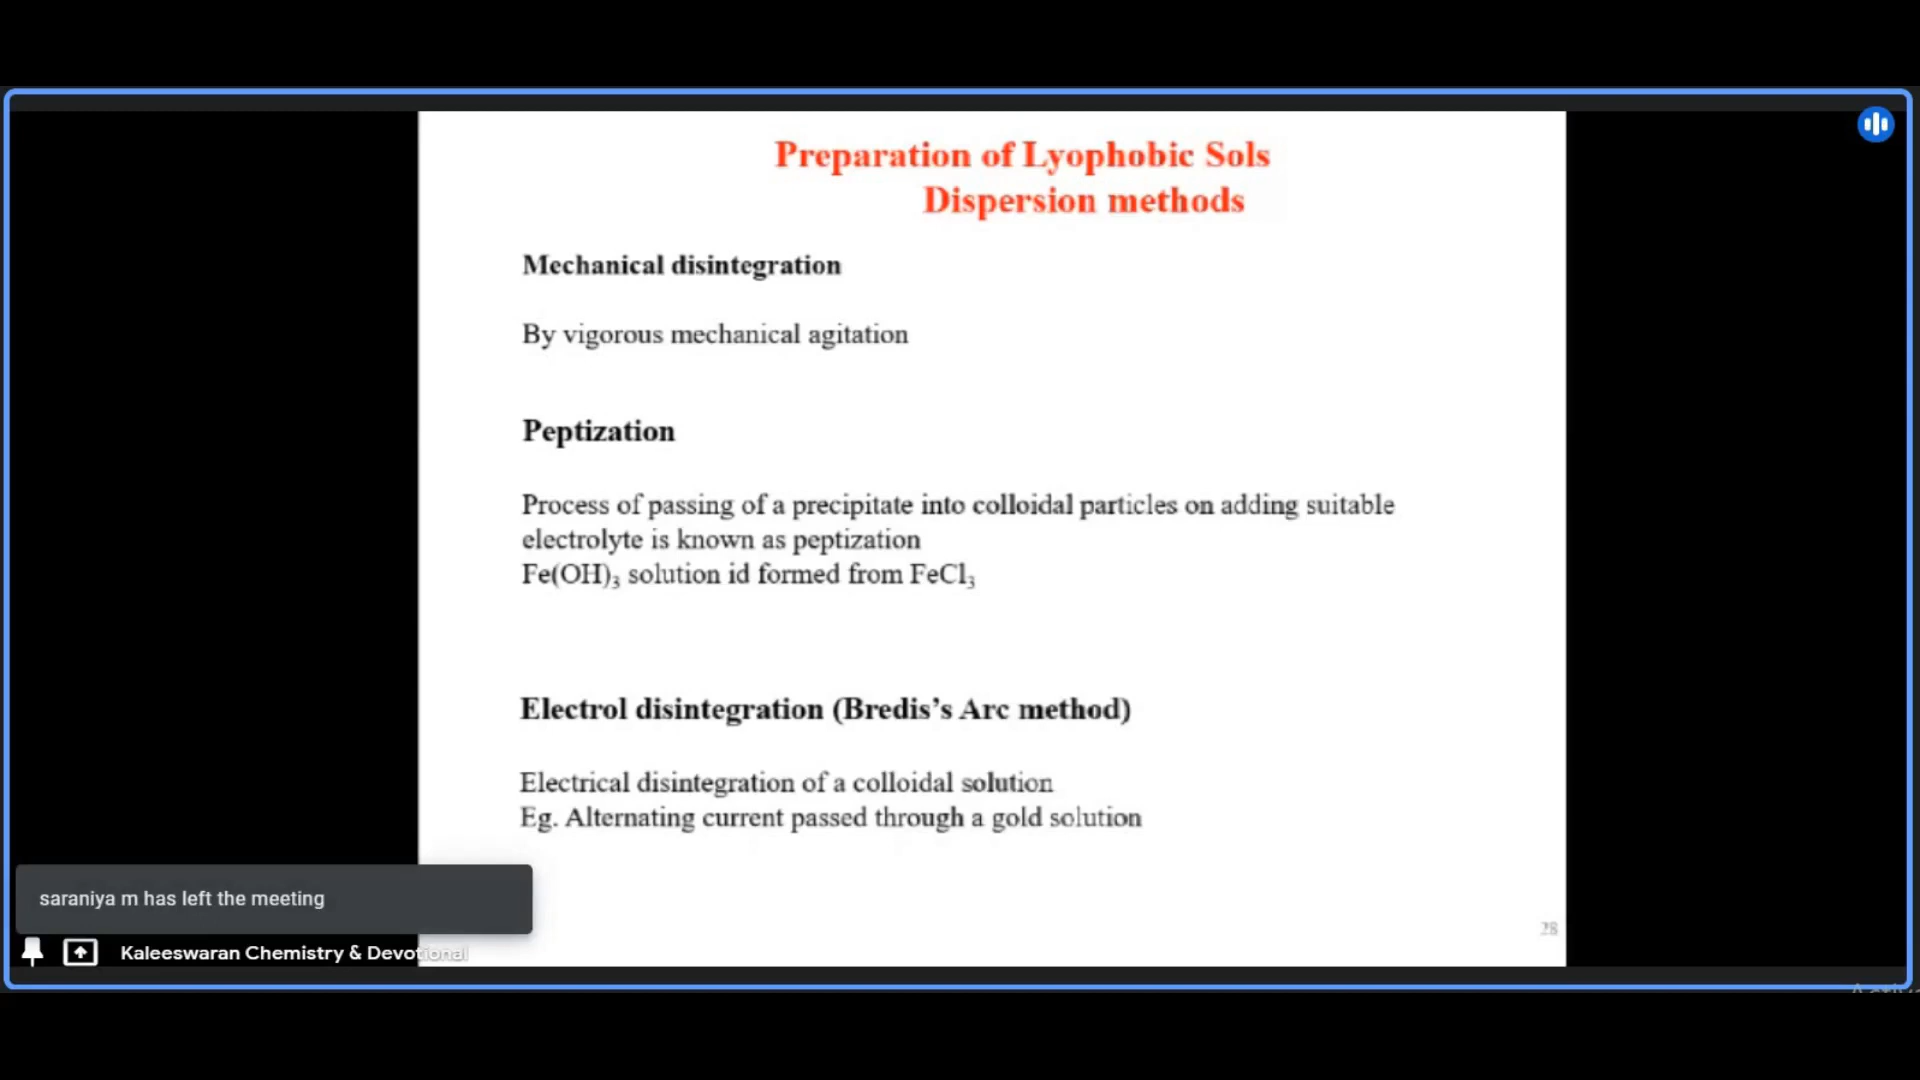 Preparation of Lyophobic Sols
Dispersion methods
Mechanical disintegration
By vigorous mechanical agitation
Peptization
Process of passing of a precipitate into colloidal particles on adding suitable
electrolyte is known as peptization
Fe(OH)₃ solution id formed from FeCl₃
Electrol disintegration (Bredis’s Arc method)
Electrical disintegration of a colloidal solution
Eg. Alternating current passed through a gold solution
28
saraniya m has left the meeting
Kaleeswaran Chemistry & Devotional